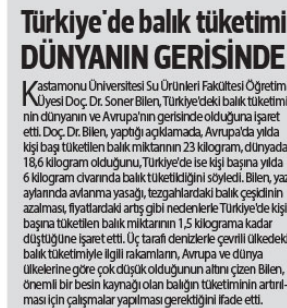 Türkiye'de balık tüketimi
DÜNYANIN GERİSİNDE
Kastamonu Üniversitesi Su Ürünleri Fakültesi Öğretim
Üyesi Doç. Dr. Soner Bilen, Türkiye'deki balık tüketimi
nin dünyanın ve Avrupa'nın gerisinde olduğuna işaret
etti. Doç. Dr. Bilen, yaptığı açıklamada, Avrupa'da yılda
kişi başı tüketilen balık miktarının 23 kilogram, dünyada
18,6 kilogram olduğunu, Türkiye'de ise kişi başına yılda
6 kilogram civarında balık tüketildiğini söyledi. Bilen, yaz
aylarında avlanma yasağı, tezgahlardaki balık çeşidinin
azalması, fiyatlardaki artış gibi nedenlerle Türkiye'de kişi
başına tüketilen balık miktarının 1,5 kilograma kadar
düştüğüne işaret etti. Üç tarafı denizlerle çevrili ülkedeki
balık tüketimiyle ilgili rakamların, Avrupa ve dünya
ülkelerine göre çok düşük olduğunun altını çizen Bilen,
önemli bir besin kaynağı olan balığın tüketiminin artırıl-
ması için çalışmalar yapılması gerektiğini ifade etti.